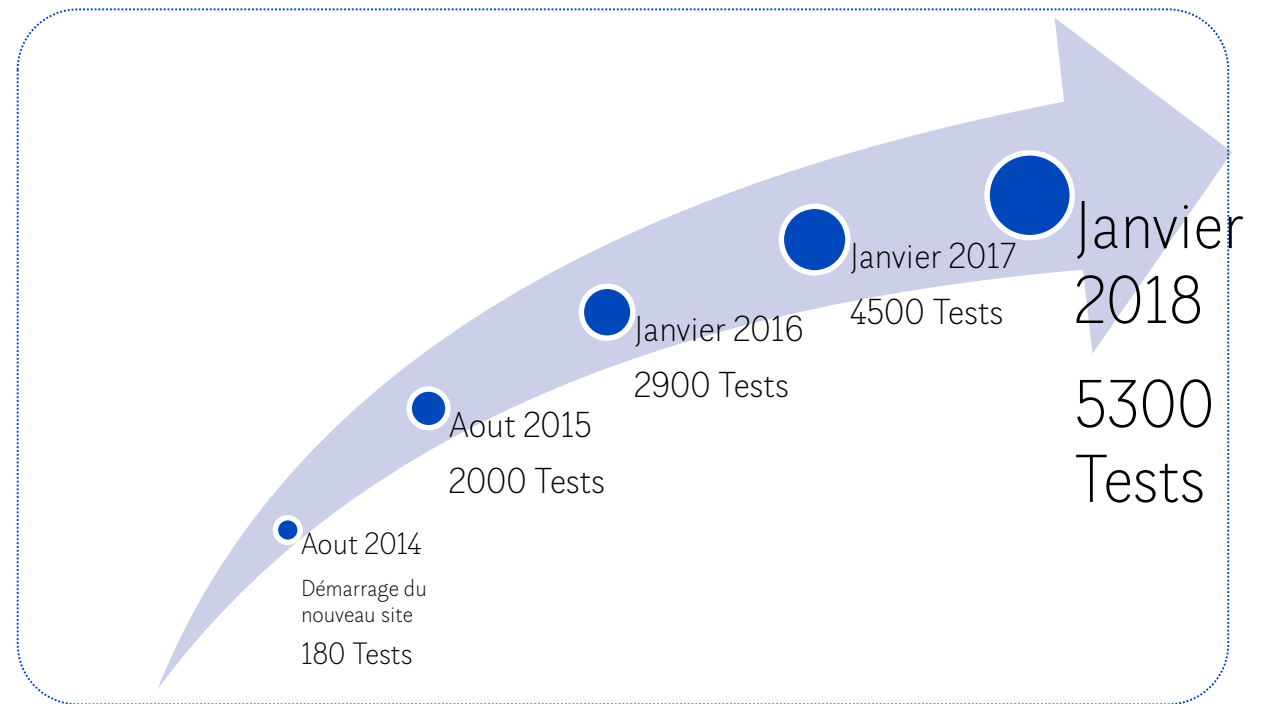 Aout 2014
Démarrage du
nouveau site
180 Tests
Aout 2015
2000 Tests
Janvier 2016
2900 Tests
Janvier 2017
4500 Tests
Janvier
2018
5300
Tests